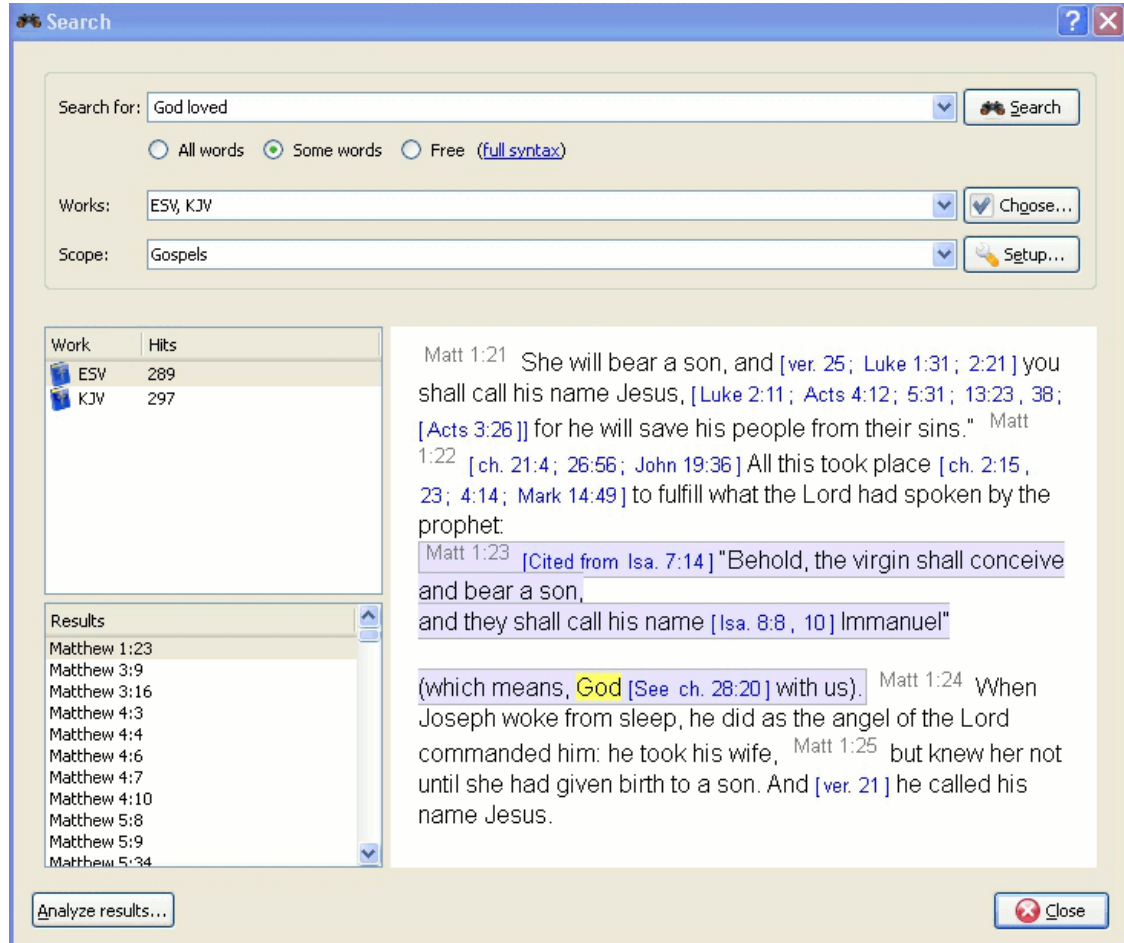 Search
Search for: God loved Search
All words Some words Free (full syntax)
Works: ESV, KJV Choose...
Scope: Gospels Setup...
Work Hits
ESV 289
KJV 297
Results
Matthew 1:23
Matthew 3:9
Matthew 3:16
Matthew 4:3
Matthew 4:4
Matthew 4:6
Matthew 4:7
Matthew 4:10
Matthew 5:8
Matthew 5:9
Matthew 5:34
Matt 1:21 She will bear a son, and [ver. 25; Luke 1:31; 2:21] you
shall call his name Jesus, [Luke 2:11; Acts 4:12; 5:31; 13:23, 38;
[Acts 3:26]] for he will save his people from their sins." Matt
1:22 [ch. 21:4; 26:56; John 19:36] All this took place [ch. 2:15,
23; 4:14; Mark 14:49] to fulfill what the Lord had spoken by the
prophet:
Matt 1:23 [Cited from Isa. 7:14] "Behold, the virgin shall conceive
and bear a son,
and they shall call his name [Isa. 8:8, 10] Immanuel"
(which means, God [See ch. 28:20] with us). Matt 1:24 When
Joseph woke from sleep, he did as the angel of the Lord
commanded him: he took his wife, Matt 1:25 but knew her not
until she had given birth to a son. And [ver. 21] he called his
name Jesus.
Analyze results... Close